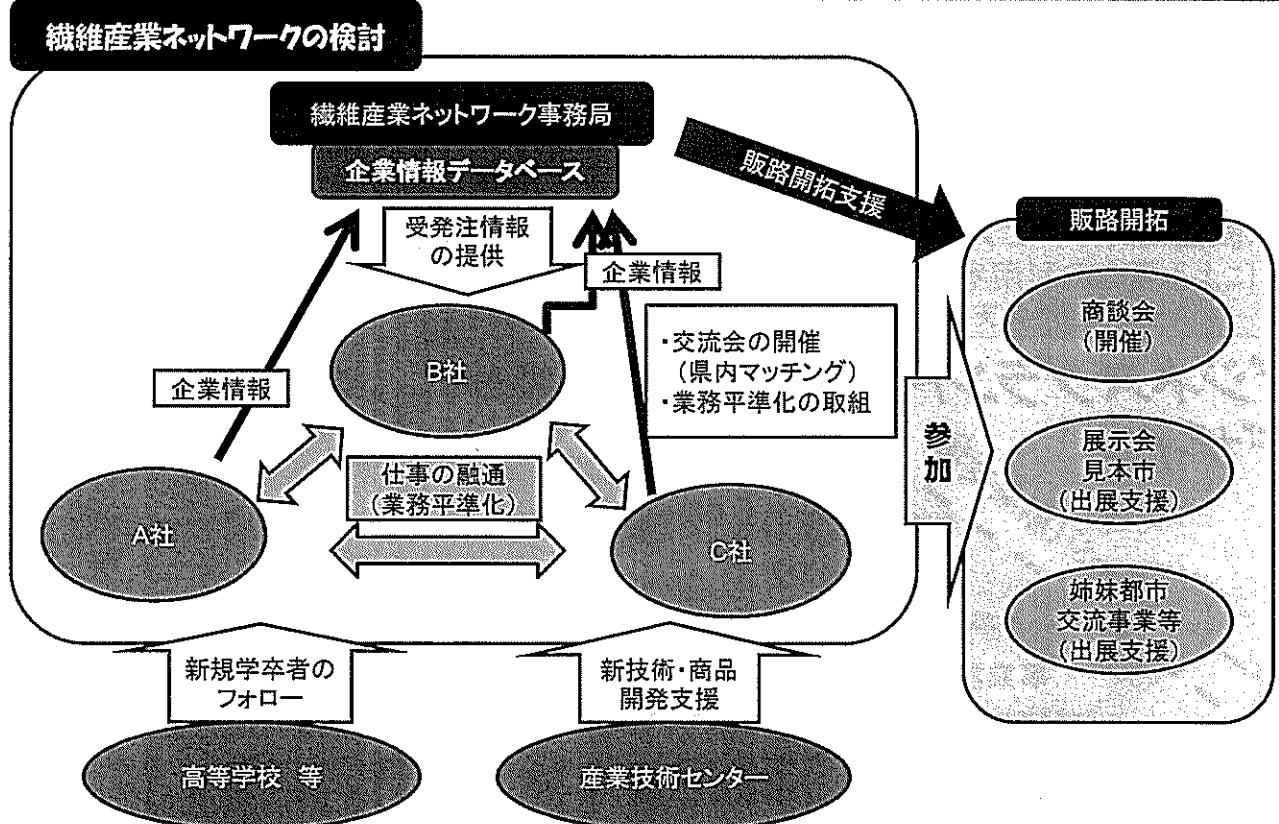 繊維産業ネットワークの検討
繊維産業ネットワーク事務局
企業情報データベース
販路開拓支援
受発注情報
の提供
企業情報
企業情報
B社
・交流会の開催
(県内マッチング)
・業務平準化の取組
仕事の融通
(業務平準化)
A社
C社
参加
販路開拓
商談会
(開催)
展示会
見本市
(出展支援)
姉妹都市
交流事業等
(出展支援)
新規学卒者の
フォロー
新技術・商品
開発支援
高等学校 等
産業技術センター